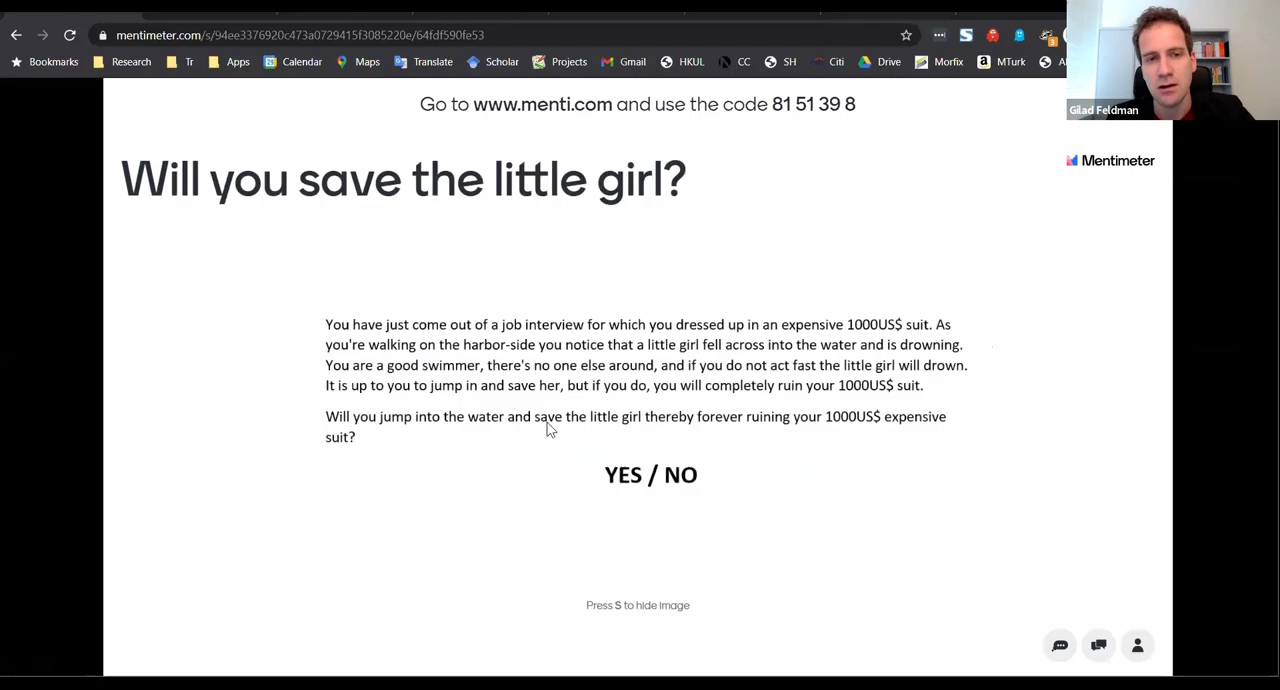 mentimeter.com/s/94ee3376920c473a0729415f3085220e/64fdf590fe53
3
Bookmarks Research Tr Apps Calendar Maps Translate Scholar Projects Gmail HKUL CC SH Citi Drive Morfix MTurk
Gilad Feldman
Go to www.menti.com and use the code 81 51 39 8
Mentimeter
Will you save the little girl?
You have just come out of a job interview for which you dressed up in an expensive 1000US$ suit. As
you're walking on the harbor-side you notice that a little girl fell across into the water and is drowning.
You are a good swimmer, there's no one else around, and if you do not act fast the little girl will drown.
It is up to you to jump in and save her, but if you do, you will completely ruin your 1000US$ suit.
Will you jump into the water and save the little girl thereby forever ruining your 1000US$ expensive
suit?
YES / NO
Press S to hide image